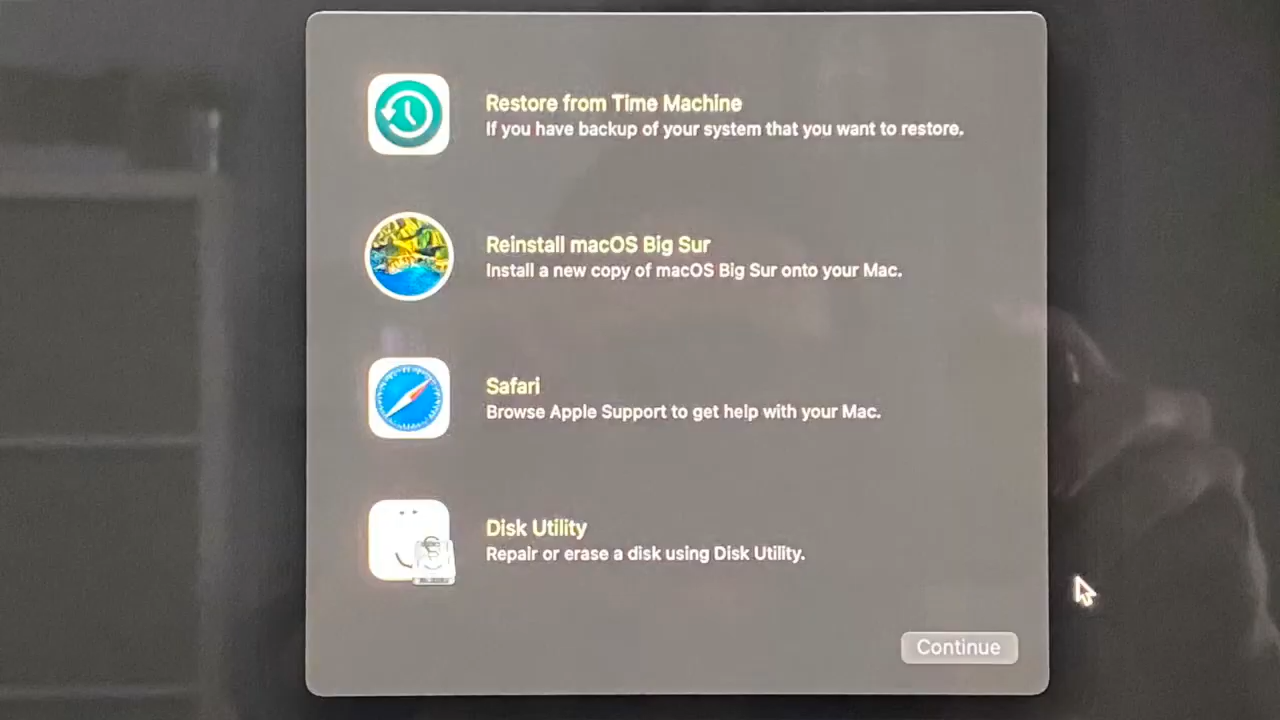 Restore from Time Machine
If you have backup of your system that you want to restore.
Reinstall macOS Big Sur
Install a new copy of macOS Big Sur onto your Mac.
Safari
Browse Apple Support to get help with your Mac.
Disk Utility
Repair or erase a disk using Disk Utility.
Continue